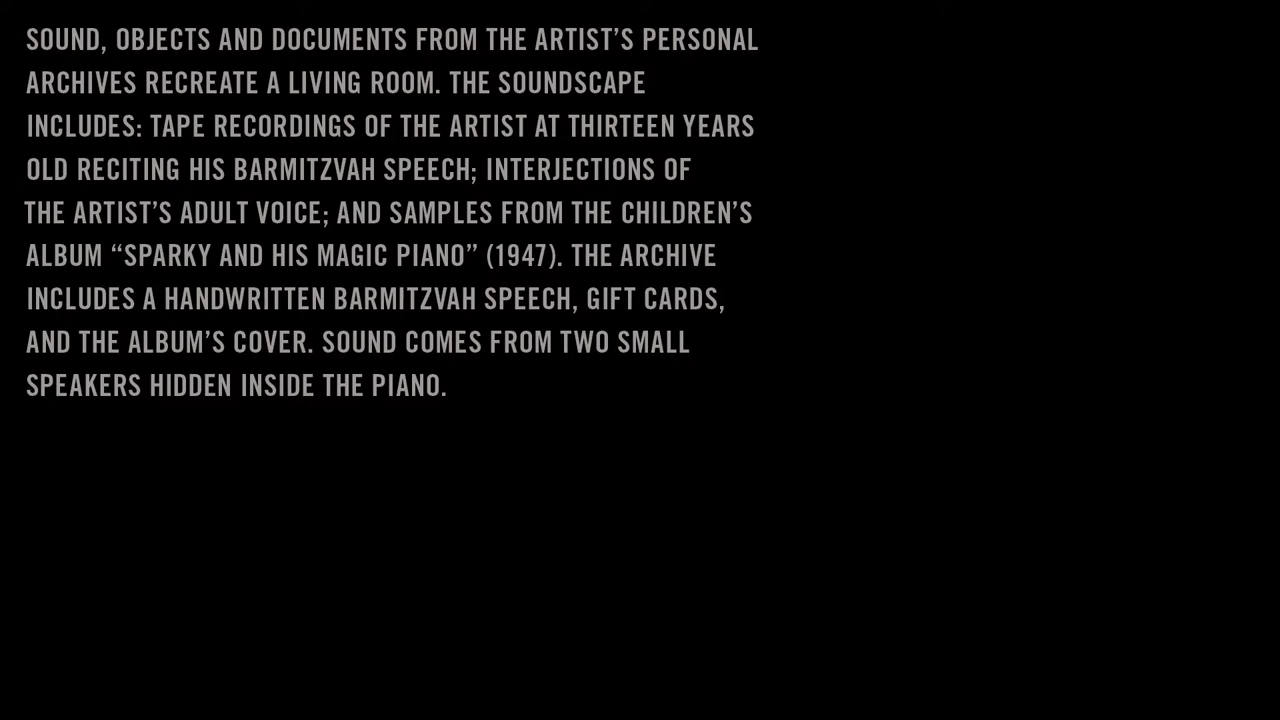 SOUND, OBJECTS AND DOCUMENTS FROM THE ARTIST’S PERSONAL
ARCHIVES RECREATE A LIVING ROOM. THE SOUNDSCAPE
INCLUDES: TAPE RECORDINGS OF THE ARTIST AT THIRTEEN YEARS
OLD RECITING HIS BARMITZVAH SPEECH; INTERJECTIONS OF
THE ARTIST’S ADULT VOICE; AND SAMPLES FROM THE CHILDREN’S
ALBUM “SPARKY AND HIS MAGIC PIANO” (1947). THE ARCHIVE
INCLUDES A HANDWRITTEN BARMITZVAH SPEECH, GIFT CARDS,
AND THE ALBUM’S COVER. SOUND COMES FROM TWO SMALL
SPEAKERS HIDDEN INSIDE THE PIANO.